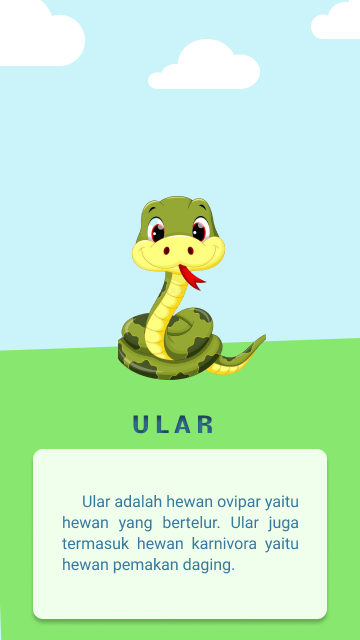 ULAR
Ular adalah hewan ovipar yaitu
hewan yang bertelur. Ular juga
termasuk hewan karnivora yaitu
hewan pemakan daging.